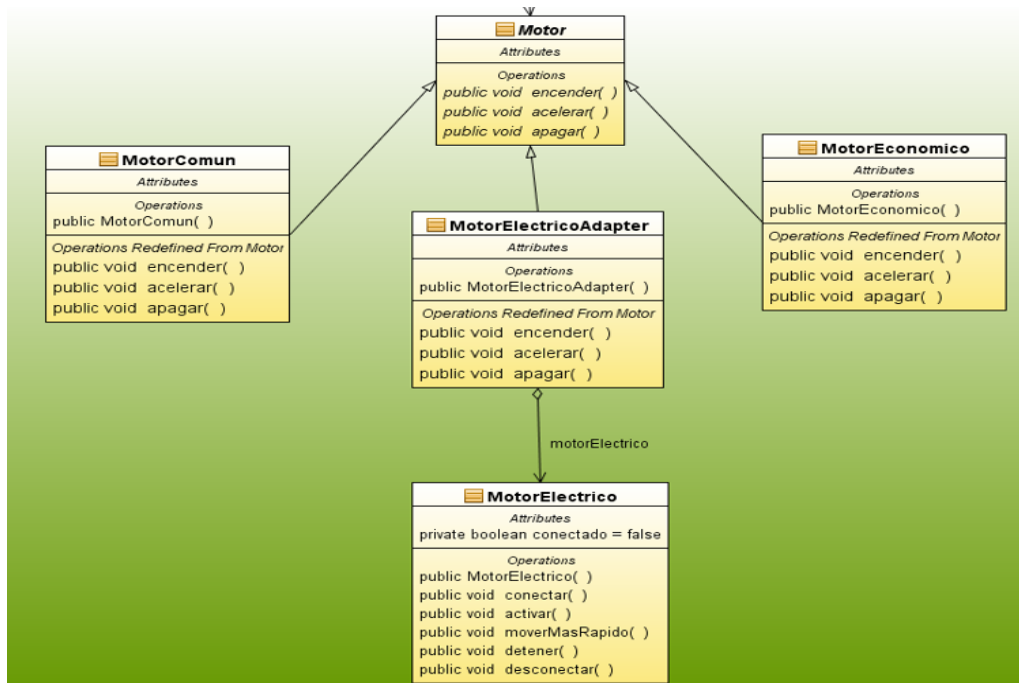 Motor
Attributes
Operations
public void encender( )
public void acelerar( )
public void apagar( )
MotorComun
Attributes
Operations
public MotorComun( )
Operations Redefined From Motor
public void encender( )
public void acelerar( )
public void apagar( )
MotorElectricoAdapter
Attributes
Operations
public MotorElectricoAdapter( )
Operations Redefined From Motor
public void encender( )
public void acelerar( )
public void apagar( )
MotorEconomico
Attributes
Operations
public MotorEconomico( )
Operations Redefined From Motor
public void encender( )
public void acelerar( )
public void apagar( )
motorElectrico
MotorElectrico
Attributes
private boolean conectado = false
Operations
public MotorElectrico( )
public void conectar( )
public void activar( )
public void moverMasRapido( )
public void detener( )
public void desconectar( )